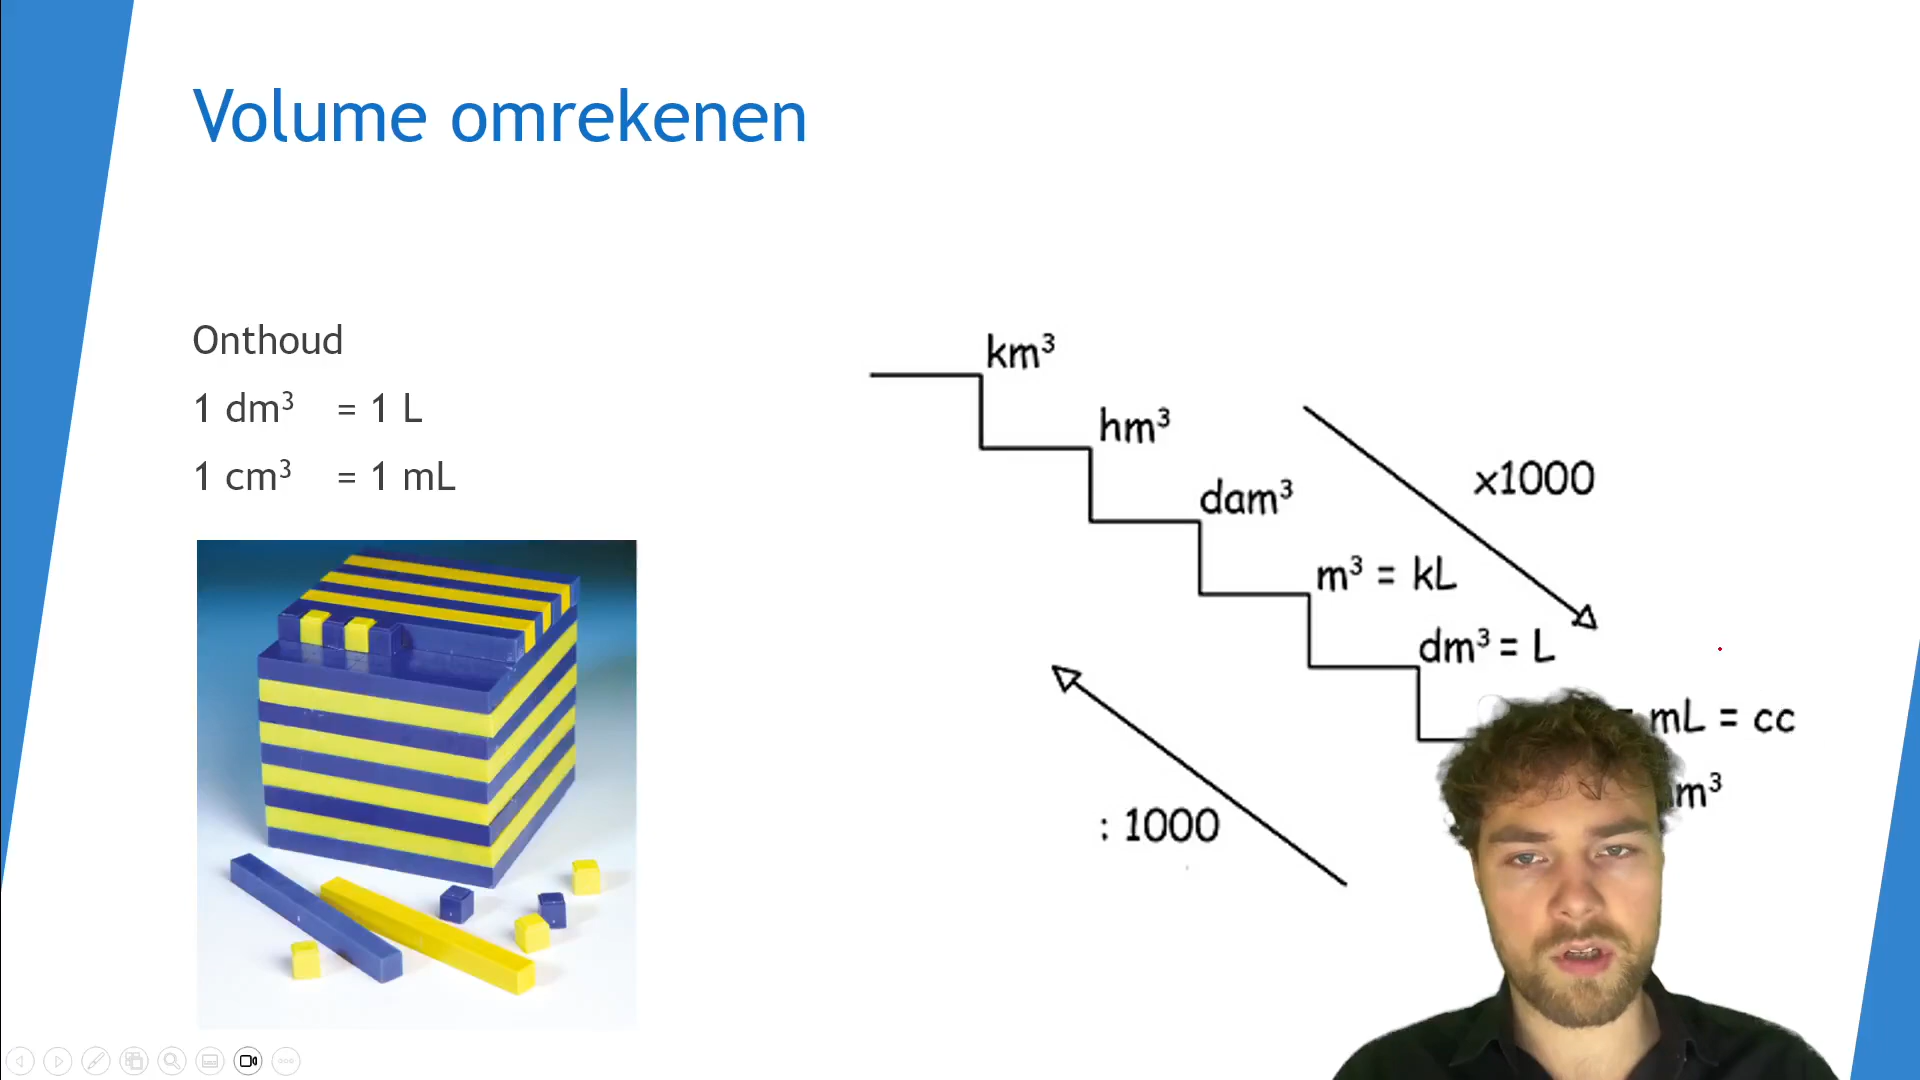 Volume omrekenen
Onthoud
1 dm³ = 1 L
1 cm³ = 1 mL
km³
hm³
dam³
x1000
m³ = kL
dm³ = L
mL = cc
m³
: 1000